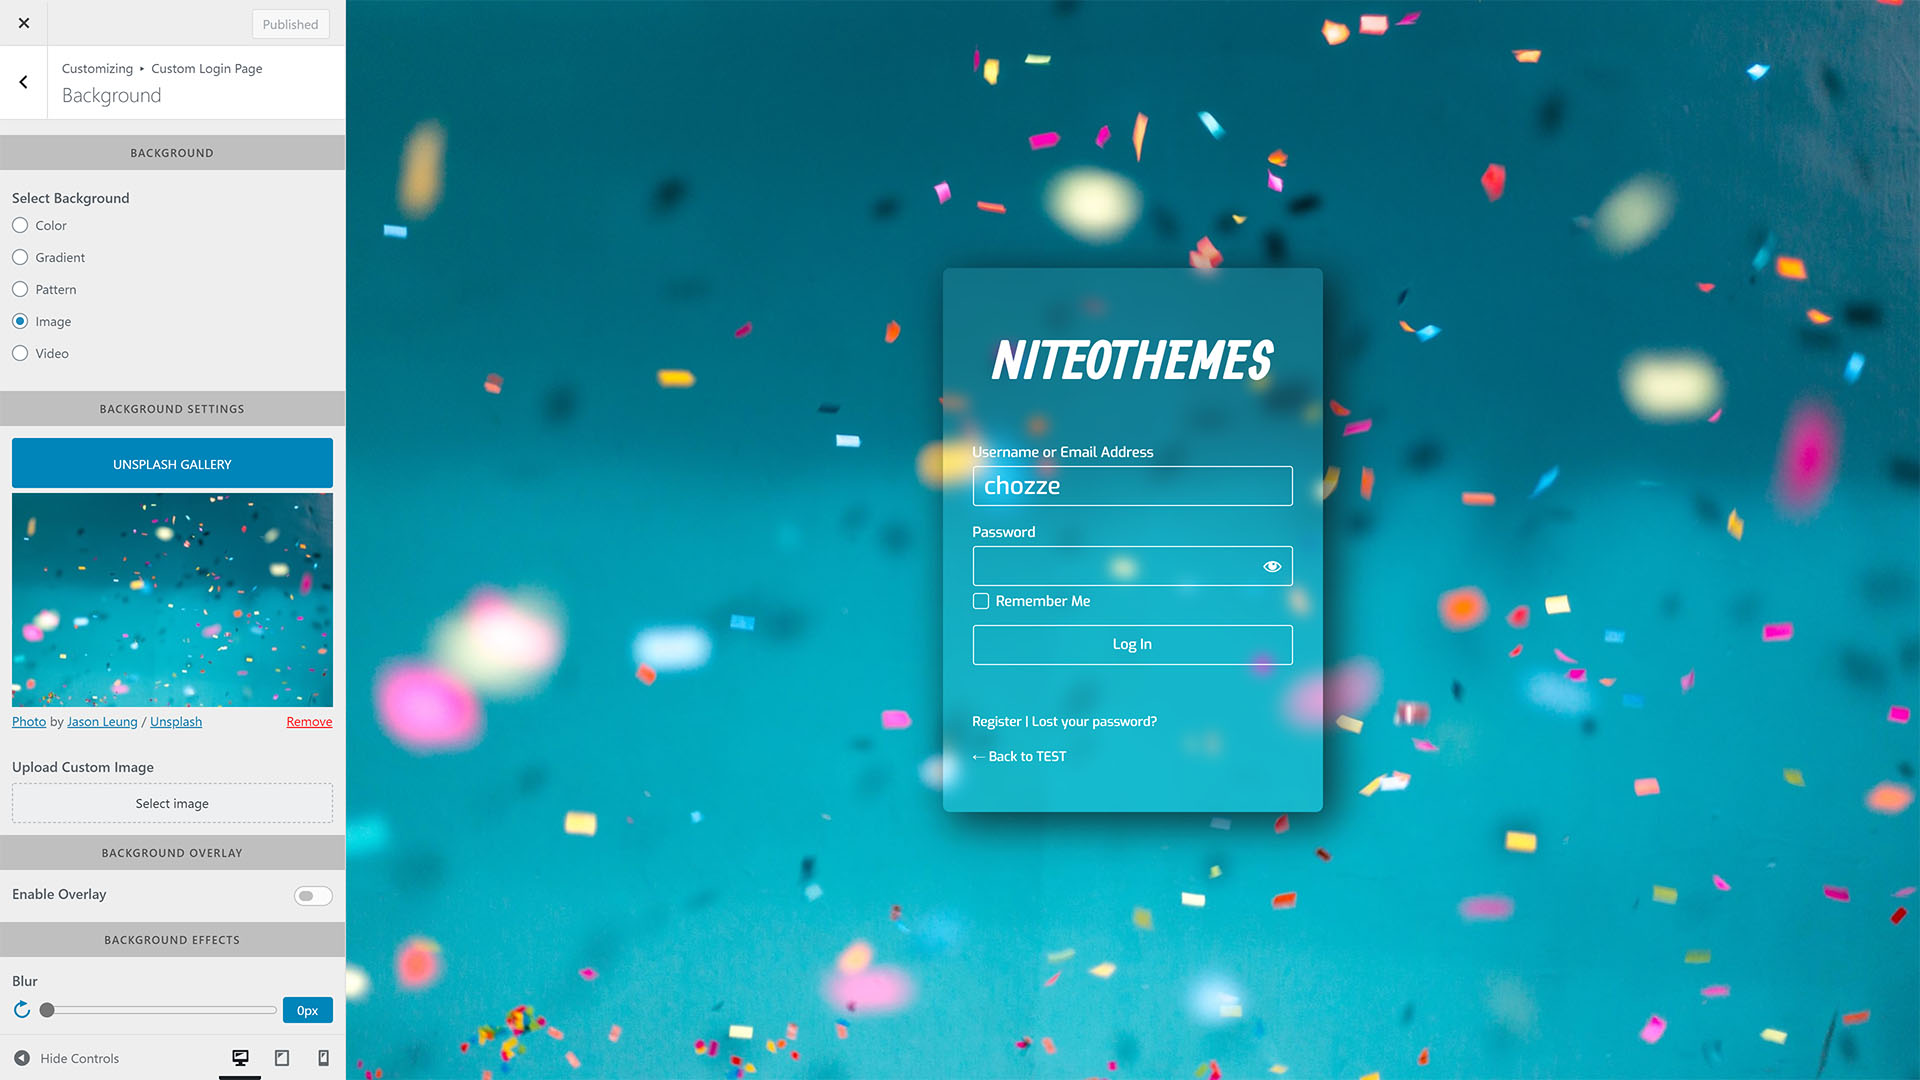 Published
Customizing ▸ Custom Login Page
Background
BACKGROUND
Select Background
Color
Gradient
Pattern
Image
Video
BACKGROUND SETTINGS
UNSPLASH GALLERY
Photo by Jason Leung / Unsplash
Remove
Upload Custom Image
Select image
BACKGROUND OVERLAY
Enable Overlay
BACKGROUND EFFECTS
Blur
0px
Hide Controls
NITEOTHEMES
Username or Email Address
chozze
Password
Remember Me
Log In
Register | Lost your password?
← Back to TEST